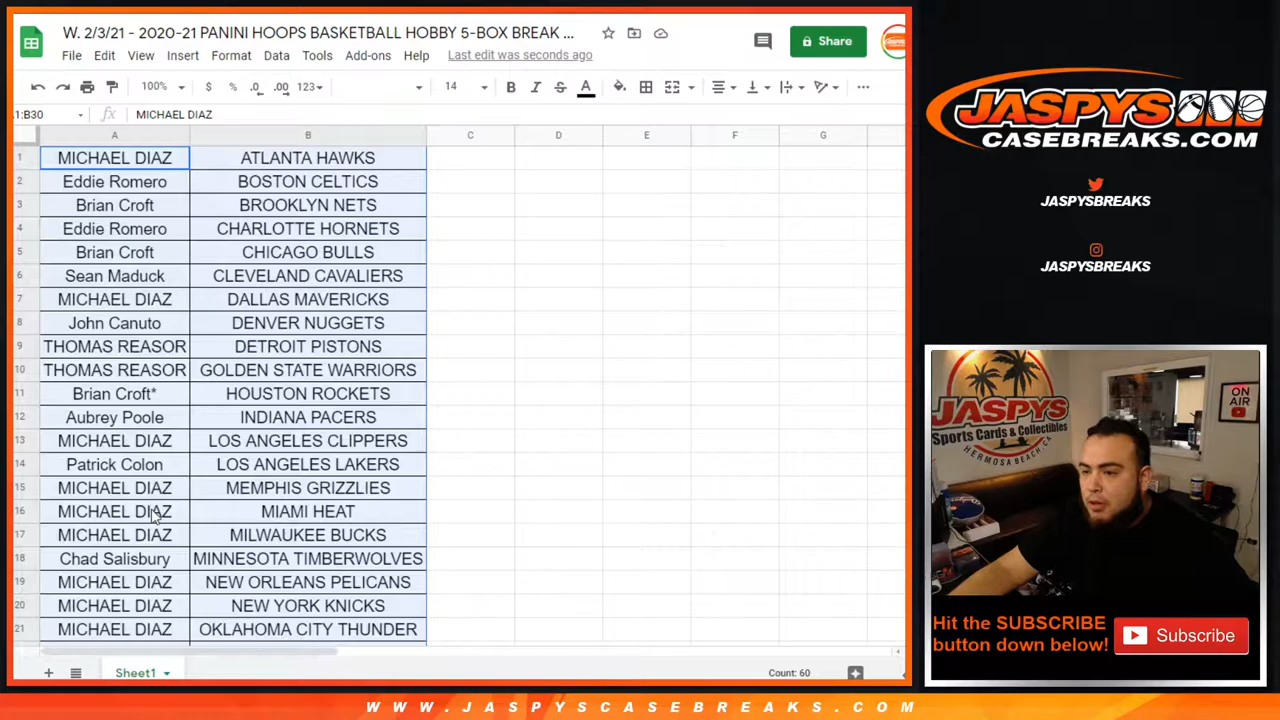 W. 2/3/21 - 2020-21 PANINI HOOPS BASKETBALL HOBBY 5-BOX BREAK ...
File Edit View Insert Format Data Tools Add-ons Help Last edit was seconds ago
Share
100% $ % .0 .00 123 14 B I S A
1:B30 fx MICHAEL DIAZ
A B C D E F G
1 MICHAEL DIAZ ATLANTA HAWKS
2 Eddie Romero BOSTON CELTICS
3 Brian Croft BROOKLYN NETS
4 Eddie Romero CHARLOTTE HORNETS
5 Brian Croft CHICAGO BULLS
6 Sean Maduck CLEVELAND CAVALIERS
7 MICHAEL DIAZ DALLAS MAVERICKS
8 John Canuto DENVER NUGGETS
9 THOMAS REASOR DETROIT PISTONS
10 THOMAS REASOR GOLDEN STATE WARRIORS
11 Brian Croft* HOUSTON ROCKETS
12 Aubrey Poole INDIANA PACERS
13 MICHAEL DIAZ LOS ANGELES CLIPPERS
14 Patrick Colon LOS ANGELES LAKERS
15 MICHAEL DIAZ MEMPHIS GRIZZLIES
16 MICHAEL DIAZ MIAMI HEAT
17 MICHAEL DIAZ MILWAUKEE BUCKS
18 Chad Salisbury MINNESOTA TIMBERWOLVES
19 MICHAEL DIAZ NEW ORLEANS PELICANS
20 MICHAEL DIAZ NEW YORK KNICKS
21 MICHAEL DIAZ OKLAHOMA CITY THUNDER
Sheet1
Count: 60
JASPYS
CASEBREAKS.COM
JASPYSBREAKS
JASPYSBREAKS
JASPYS
Sports Cards & Collectibles
HERMOSA BEACH, CA
ON
AIR
Hit the SUBSCRIBE
button down below!
Subscribe
WWW.JASPYSCASEBREAKS.COM